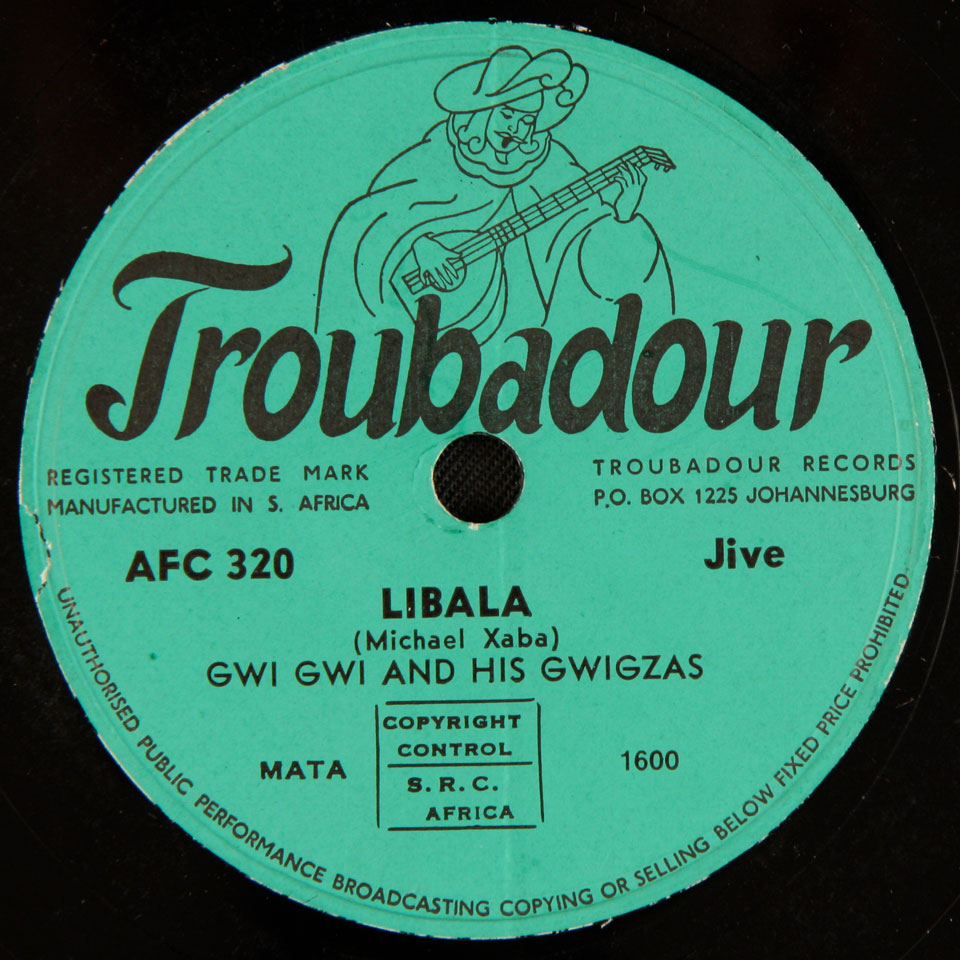 Troubadour
REGISTERED TRADE MARK
MANUFACTURED IN S. AFRICA
TROUBADOUR RECORDS
P.O. BOX 1225 JOHANNESBURG
AFC 320
Jive
LIBALA
(Michael Xaba)
GWI GWI AND HIS GWIGZAS
MATA
COPYRIGHT
CONTROL
S. R. C.
AFRICA
1600
UNAUTHORISED PUBLIC PERFORMANCE BROADCASTING COPYING OR SELLING BELOW FIXED PRICE PROHIBITED